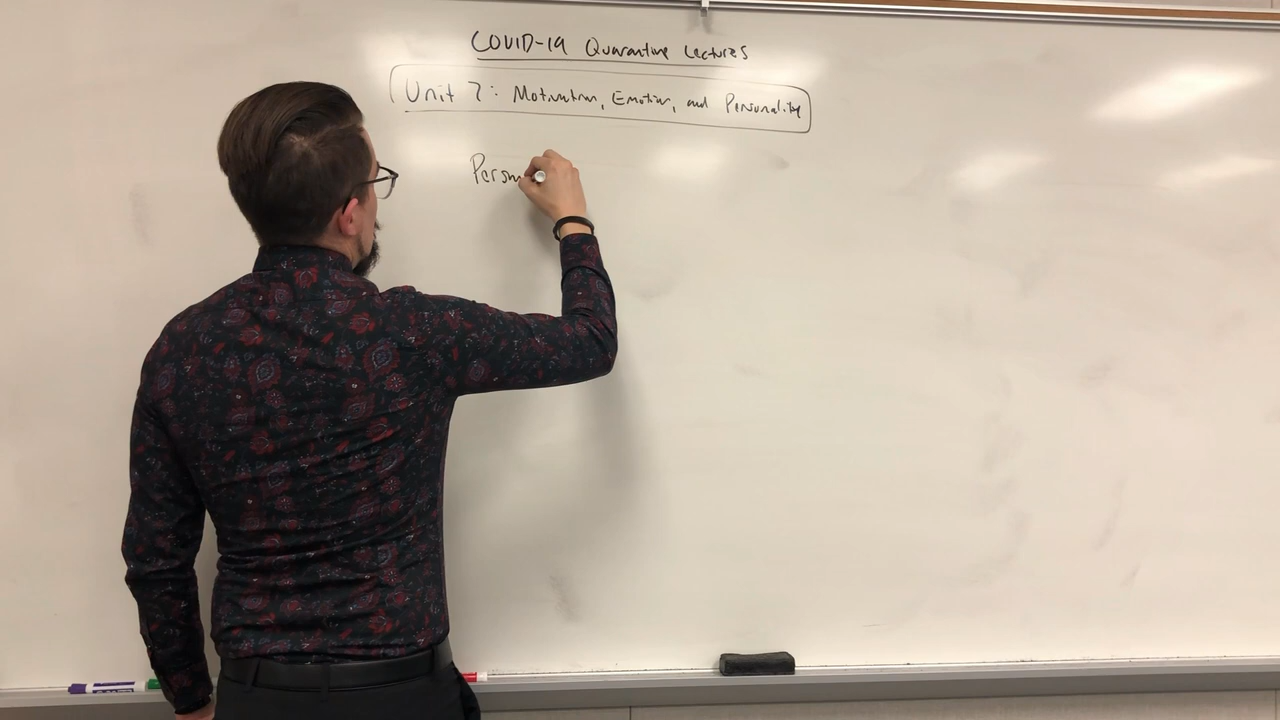 COVID-19 Quarantine Lectures
Unit 7: Motivation, Emotion, and Personality
Person